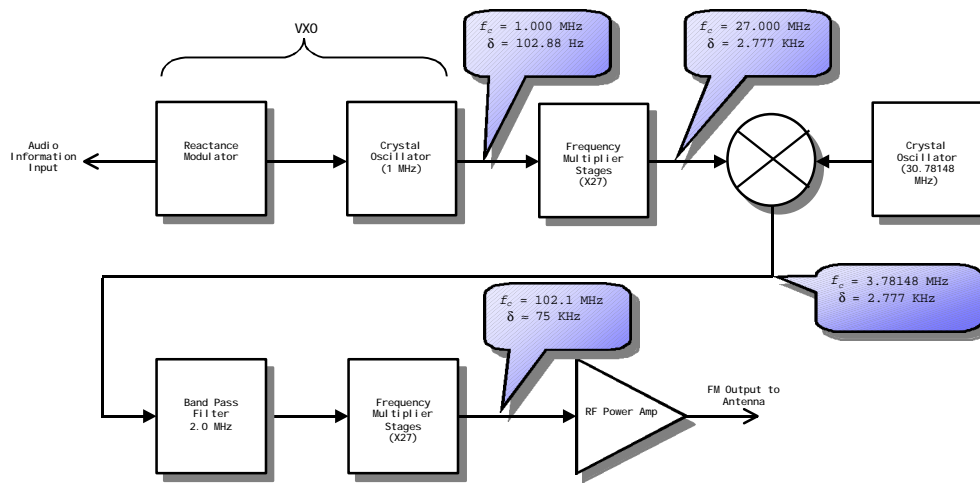 VXO
f_c = 1.000 MHz
δ = 102.88 Hz
f_c = 27.000 MHz
δ = 2.777 KHz
Audio
Information
Input
Reactance
Modulator
Crystal
Oscillator
(1 MHz)
Frequency
Multiplier
Stages
(X27)
Crystal
Oscillator
(30.78148
MHz)
f_c = 3.78148 MHz
δ = 2.777 KHz
f_c = 102.1 MHz
δ ≈ 75 KHz
Band Pass
Filter
2.0 MHz
Frequency
Multiplier
Stages
(X27)
RF Power Amp
FM Output to
Antenna